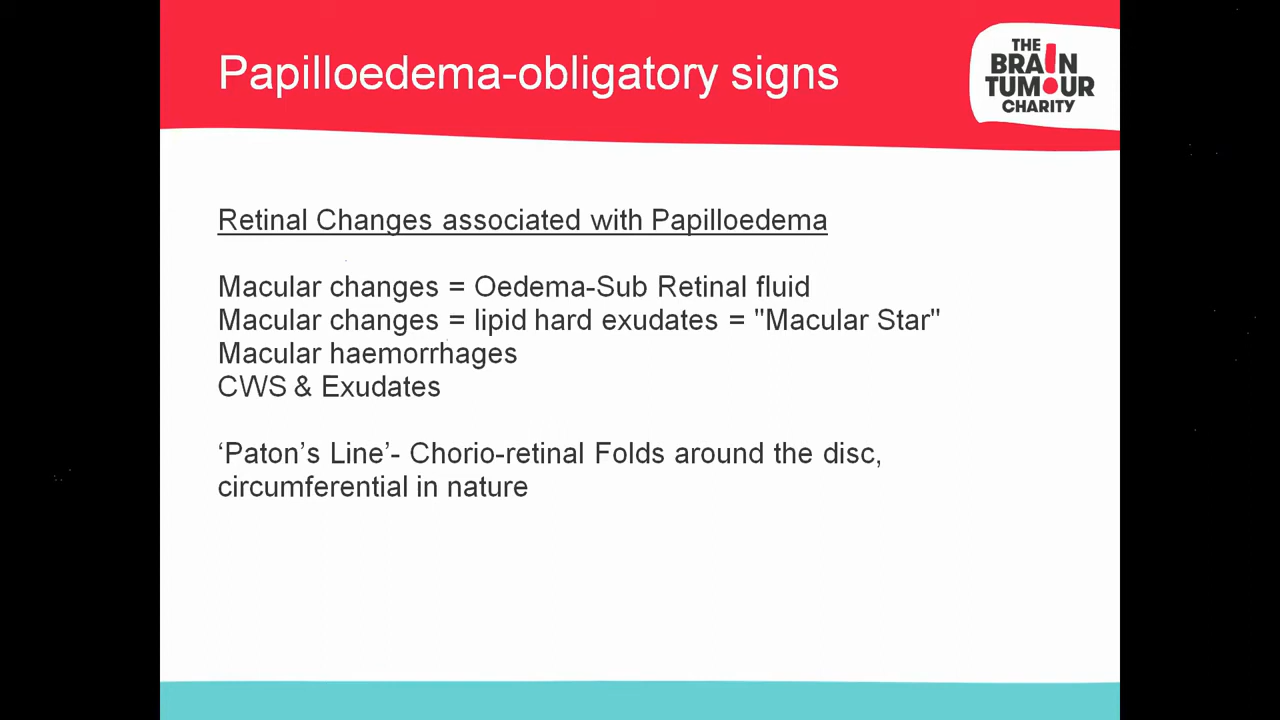 Papilloedema-obligatory signs
THE
BRAIN
TUMOUR
CHARITY
Retinal Changes associated with Papilloedema
Macular changes = Oedema-Sub Retinal fluid
Macular changes = lipid hard exudates = "Macular Star"
Macular haemorrhages
CWS & Exudates
‘Paton’s Line’- Chorio-retinal Folds around the disc,
circumferential in nature